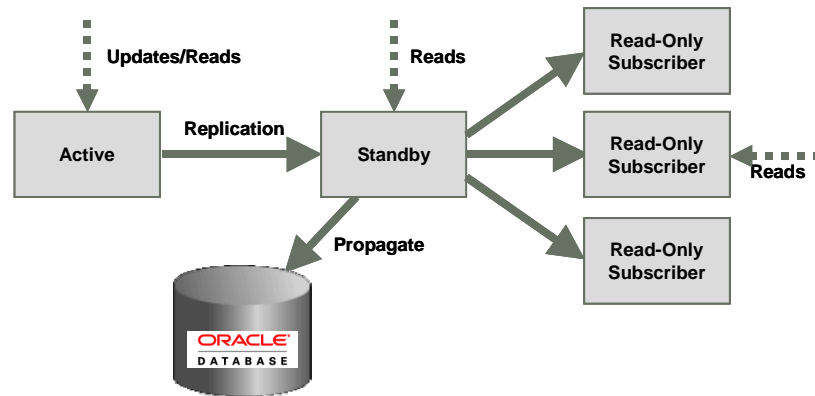 Updates/Reads
Reads
Read-Only
Subscriber
Active
Replication
Standby
Read-Only
Subscriber
Reads
Propagate
Read-Only
Subscriber
ORACLE®
DATABASE